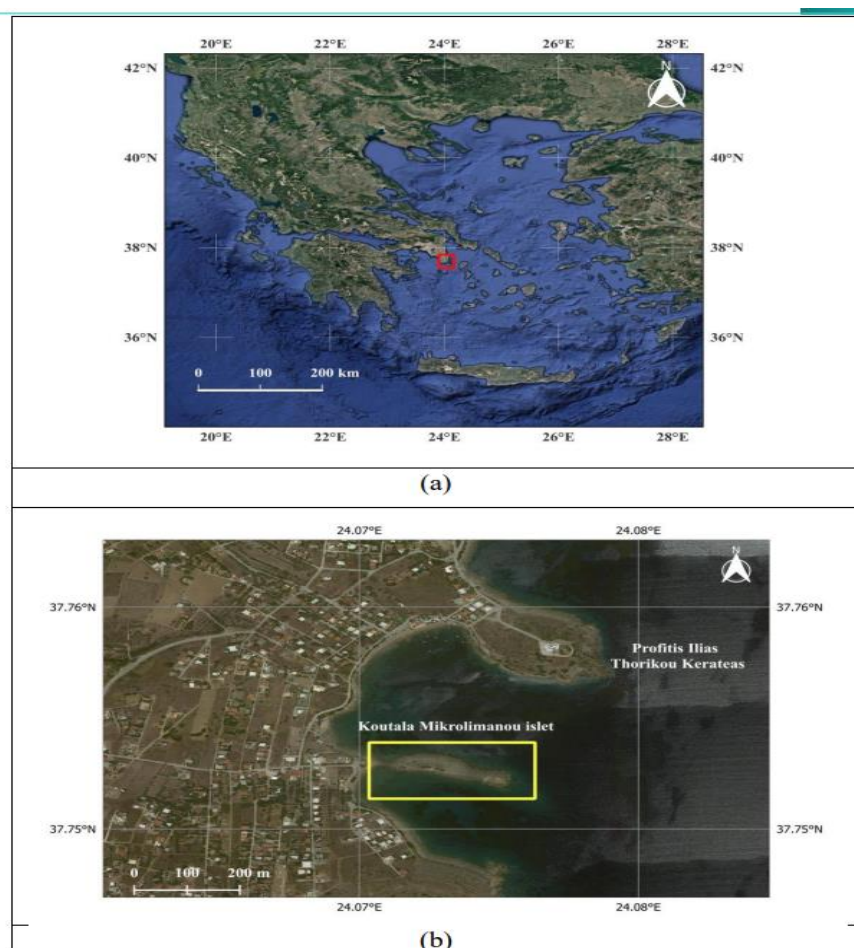 20°E 22°E 24°E 26°E 28°E
42°N 42°N
N
40°N 40°N
38°N 38°N
36°N 36°N
0 100 200 km
20°E 22°E 24°E 26°E 28°E
(a)
24.07°E 24.08°E
N
37.76°N 37.76°N
Profitis Ilias
Thorikou Kerateas
Koutala Mikrolimanou islet
37.75°N 37.75°N
0 100 200 m
24.07°E 24.08°E
(b)